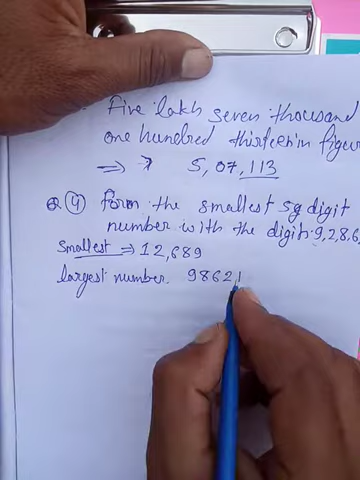 Five lakh seven thousand
one hundred thirteen in figur
⇒ 5,07,113
Q (4) Form the smallest 5 digit
number with the digits 9,2,8,6,
Smallest ⇒ 12,689
largest number 98621